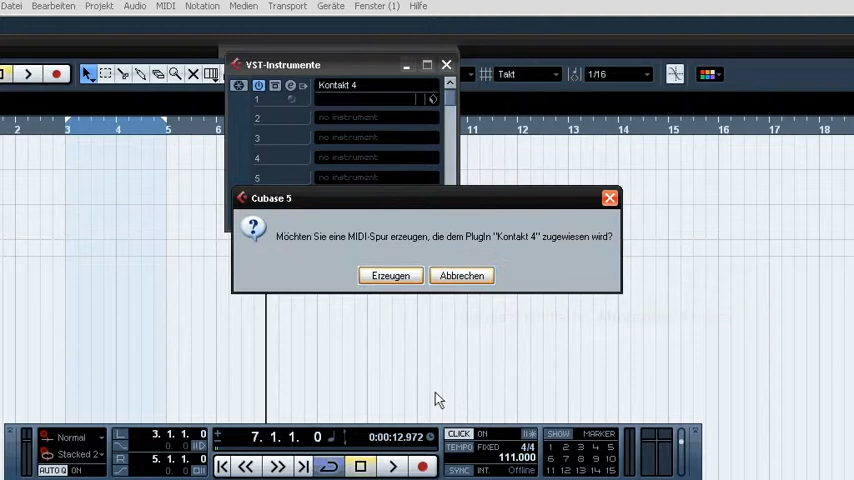 Datei Bearbeiten Projekt Audio MIDI Notation Medien Transport Geräte Fenster (1) Hilfe
VST-Instrumente
Takt 1/16
Kontakt 4
1
2 no instrument
3 no instrument
4 no instrument
5 no instrument
2 3 4 5 11 12 13 14 15 16 17 18
Cubase 5
Möchten Sie eine MIDI-Spur erzeugen, die dem PlugIn "Kontakt 4" zugewiesen wird?
Erzeugen Abbrechen
Normal L 3. 1. 1. 0 7. 1. 1. 0 0:00:12.972 CLICK ON SHOW MARKER
Stacked 2 TEMPO FIXED 4/4 1 2 3 4 5 6 7
R 5. 1. 1. 0 111.000 6 7 8 9 10
AUTO Q SYNC INT. Offline 11 12 13 14 15